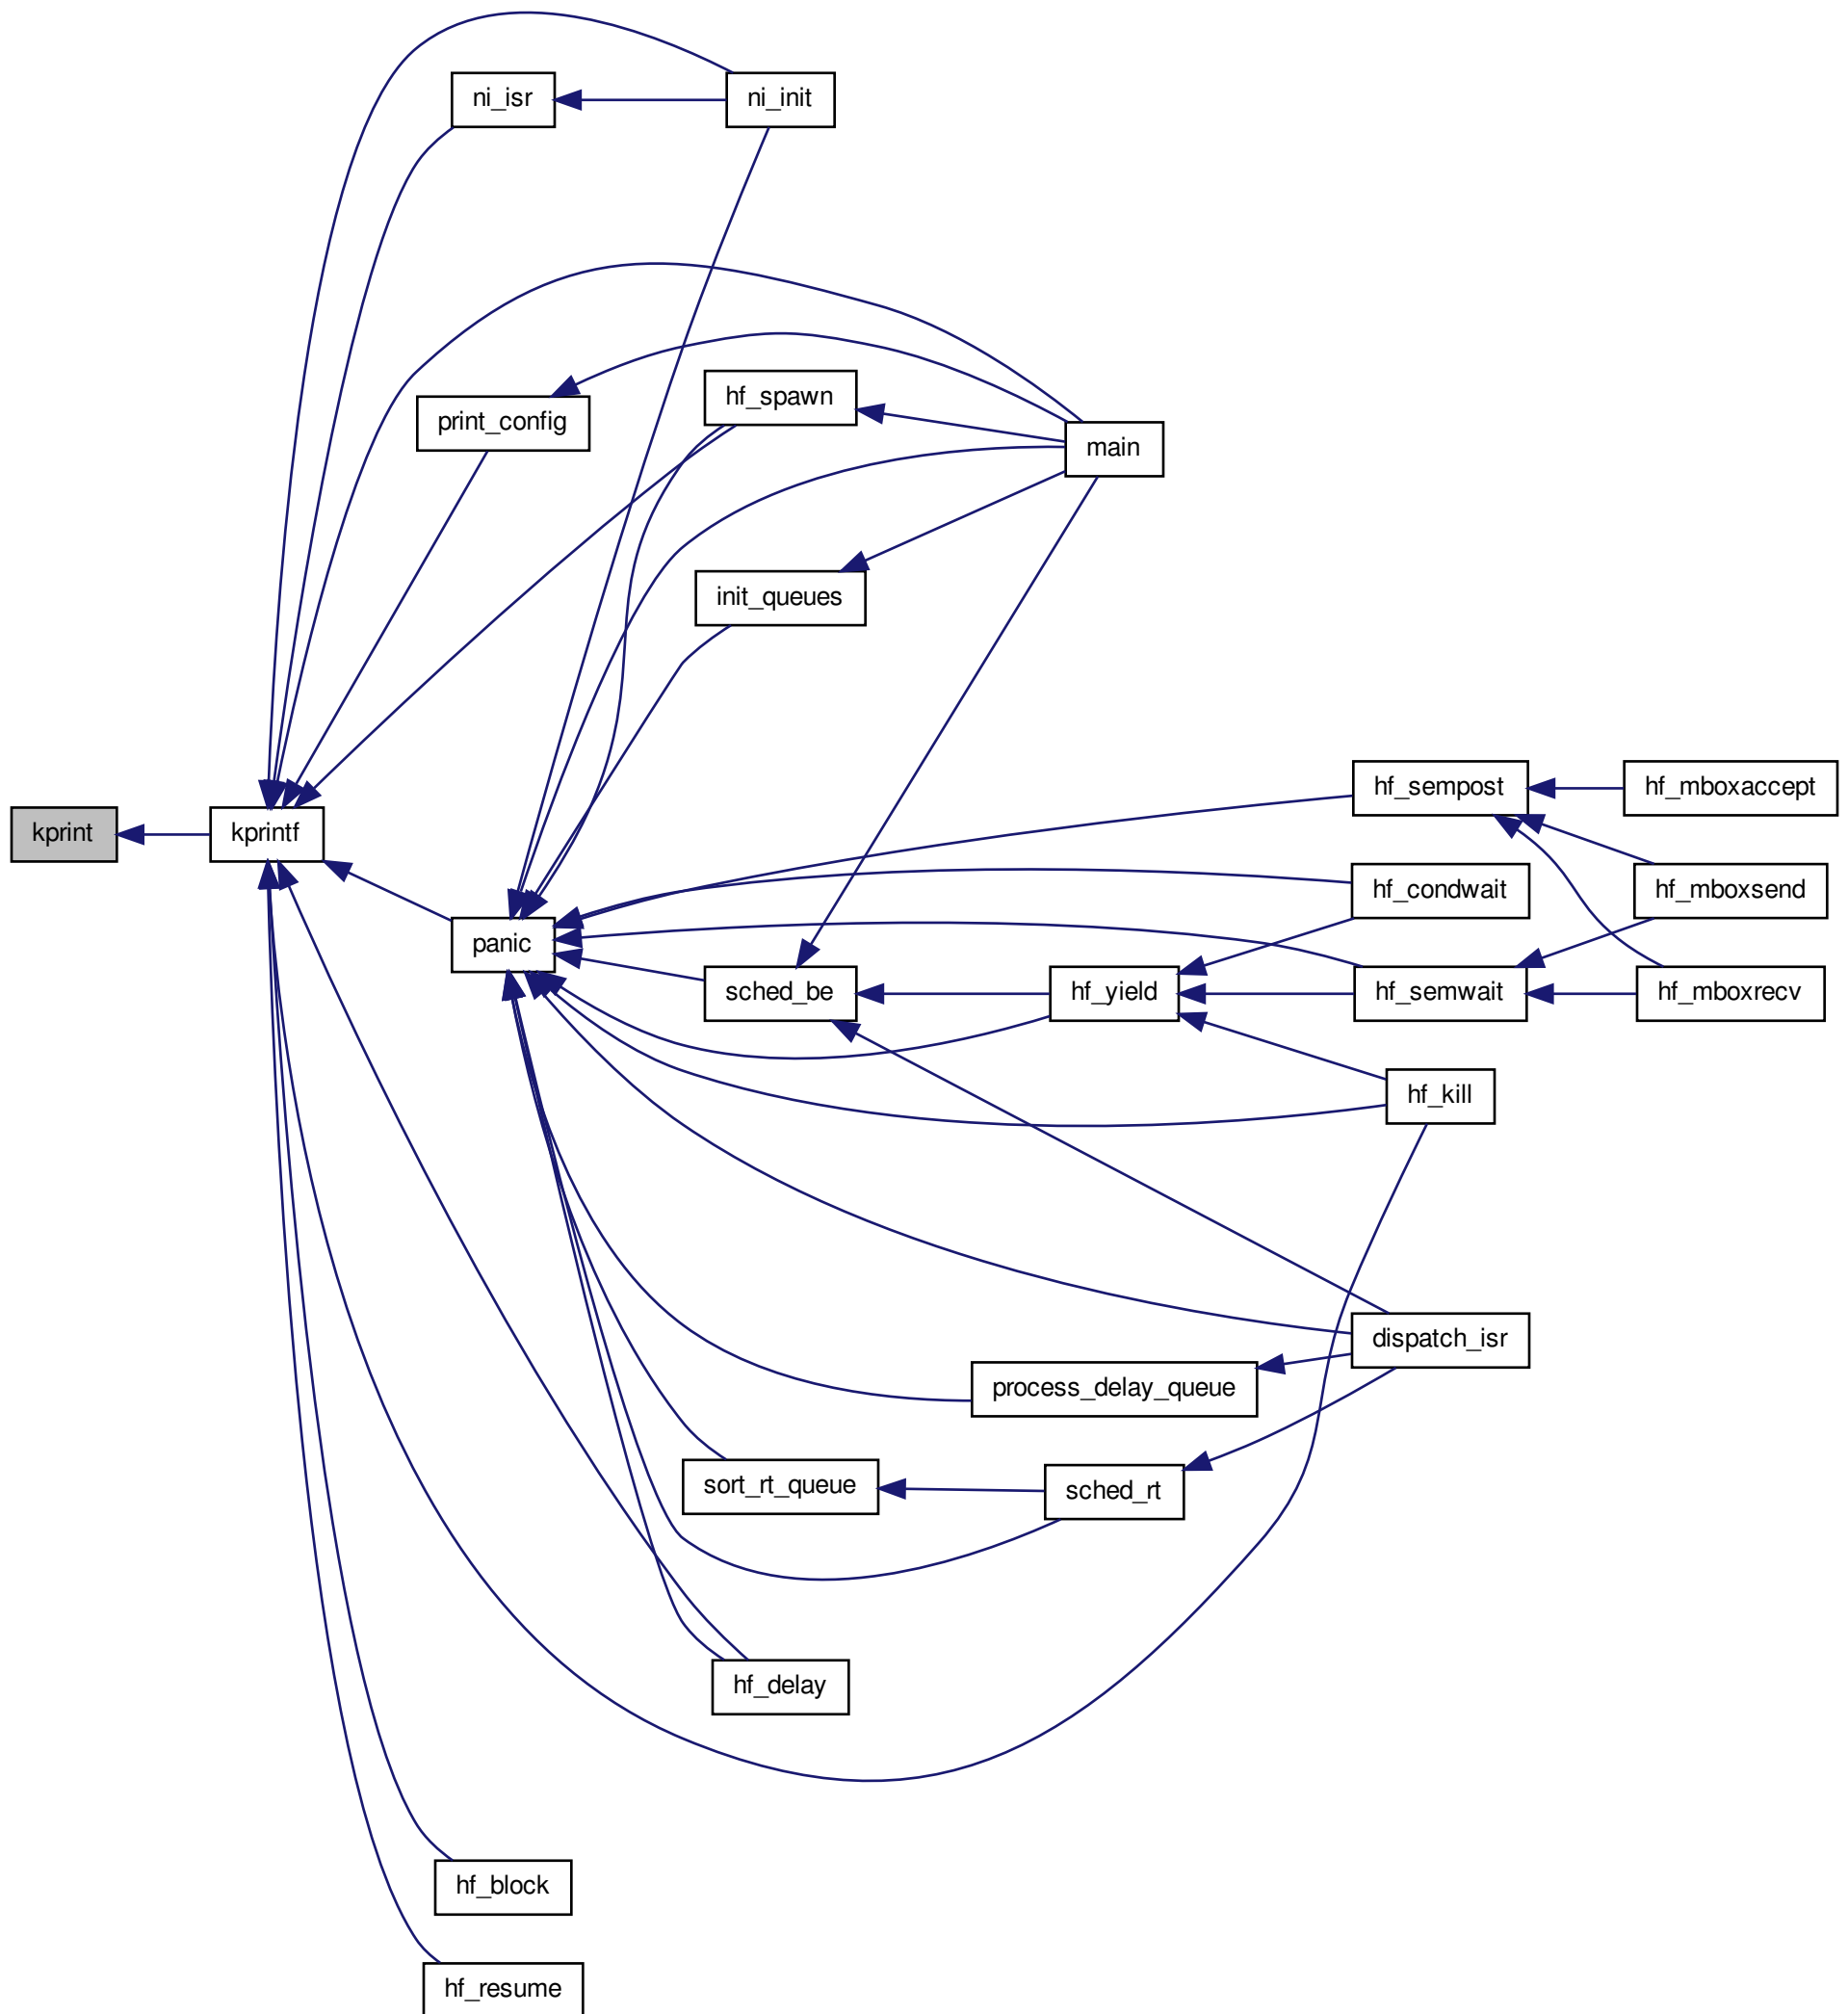 ni_isr
ni_init
print_config
hf_spawn
main
init_queues
kprint
kprintf
hf_sempost
hf_mboxaccept
hf_condwait
hf_mboxsend
panic
sched_be
hf_yield
hf_semwait
hf_mboxrecv
hf_kill
dispatch_isr
process_delay_queue
sort_rt_queue
sched_rt
hf_delay
hf_block
hf_resume